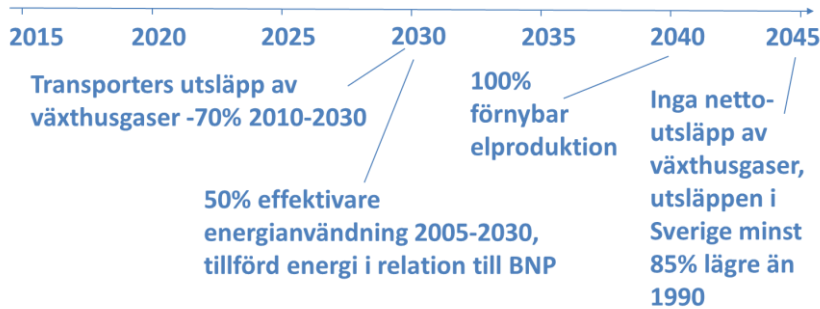 2015 2020 2025 2030 2035 2040 2045
Transporters utsläpp av
växthusgaser -70% 2010-2030
50% effektivare
energianvändning 2005-2030,
tillförd energi i relation till BNP
100%
förnybar
elproduktion
Inga netto-
utsläpp av
växthusgaser,
utsläppen i
Sverige minst
85% lägre än
1990